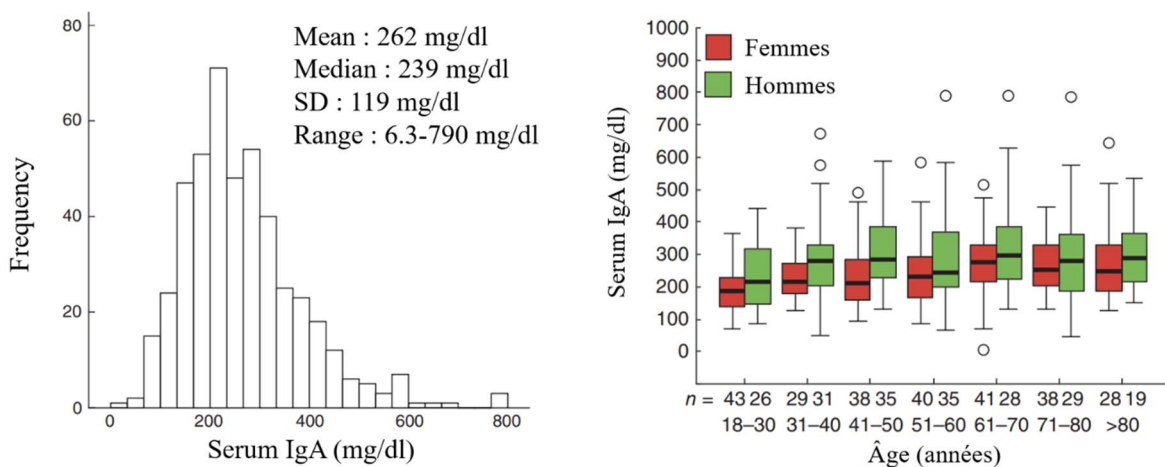 80
60
40
20
0
Frequency
Mean : 262 mg/dl
Median : 239 mg/dl
SD : 119 mg/dl
Range : 6.3-790 mg/dl
0 200 400 600 800
Serum IgA (mg/dl)
1000
900
800
700
600
500
400
300
200
100
0
Serum IgA (mg/dl)
Femmes
Hommes
n = 43 26 29 31 38 35 40 35 41 28 38 29 28 19
18–30 31–40 41–50 51–60 61–70 71–80 >80
Âge (années)